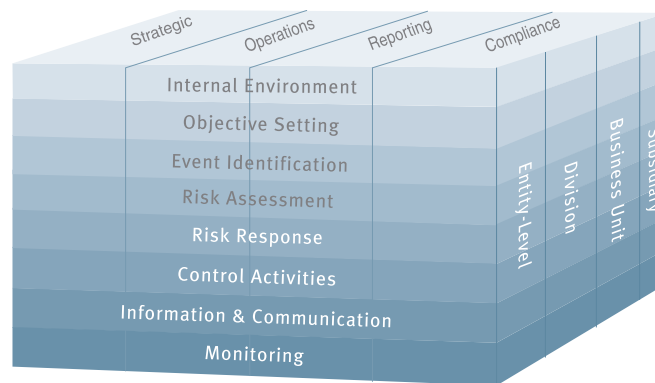 Strategic
Operations
Reporting
Compliance
Internal Environment
Objective Setting
Event Identification
Risk Assessment
Risk Response
Control Activities
Information & Communication
Monitoring
Entity-Level
Division
Business Unit